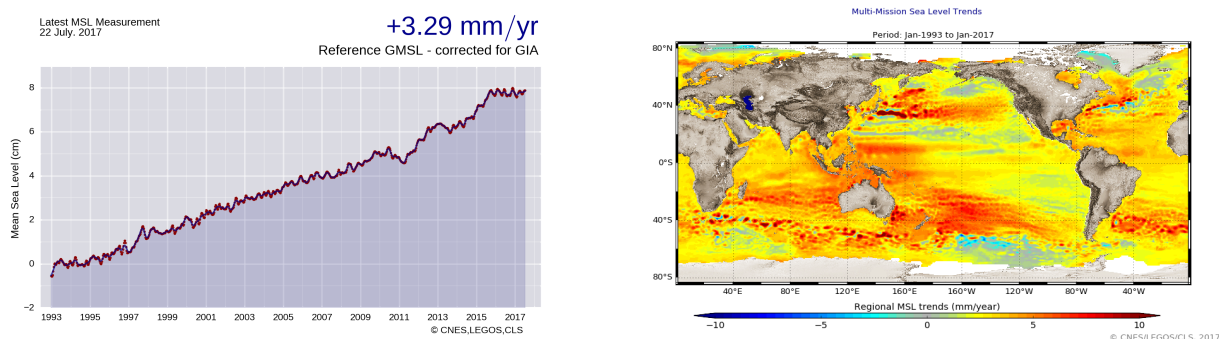 Latest MSL Measurement
22 July. 2017
+3.29 mm/yr
Reference GMSL - corrected for GIA
Mean Sea Level (cm)
8
6
4
2
0
−2
1993 1995 1997 1999 2001 2003 2005 2007 2009 2011 2013 2015 2017
© CNES,LEGOS,CLS
Multi-Mission Sea Level Trends
Period: Jan-1993 to Jan-2017
80°N
40°N
0°S
40°S
80°S
40°E 80°E 120°E 160°E 160°W 120°W 80°W 40°W
Regional MSL trends (mm/year)
−10 −5 0 5 10
© CNES/LEGOS/CLS, 2017